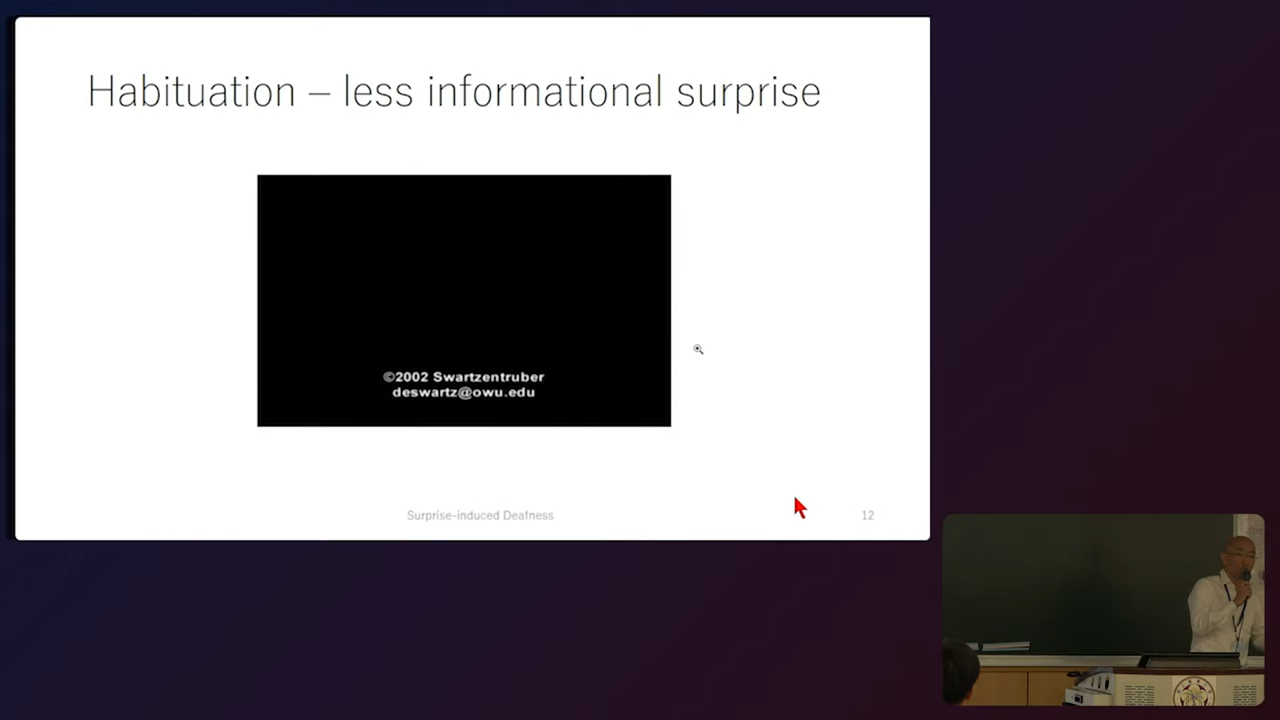 Habituation – less informational surprise
©2002 Swartzentruber
deswartz@owu.edu
Surprise-induced Deafness
12